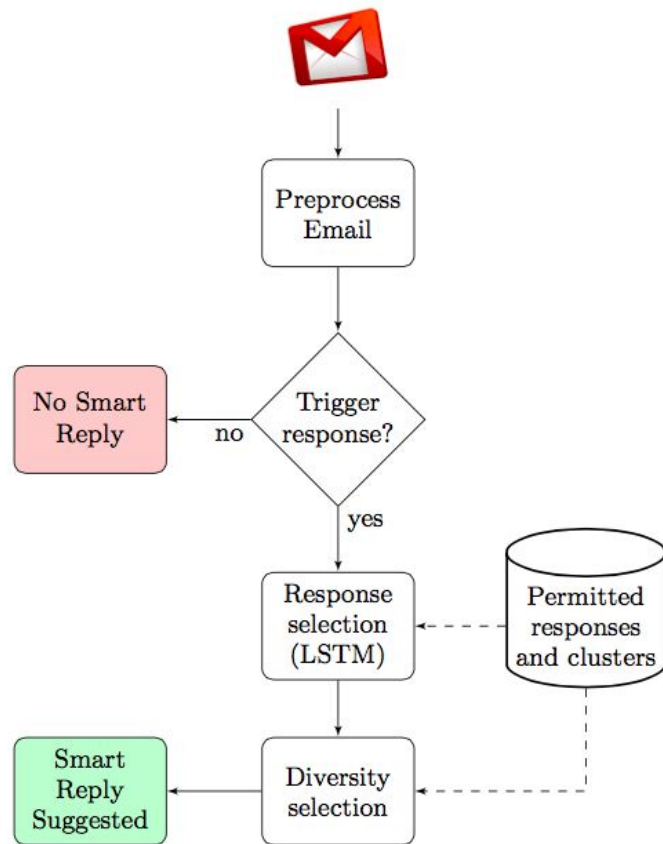 Preprocess
Email
Trigger
response?
No Smart
Reply
no
yes
Response
selection
(LSTM)
Permitted
responses
and clusters
Diversity
selection
Smart
Reply
Suggested